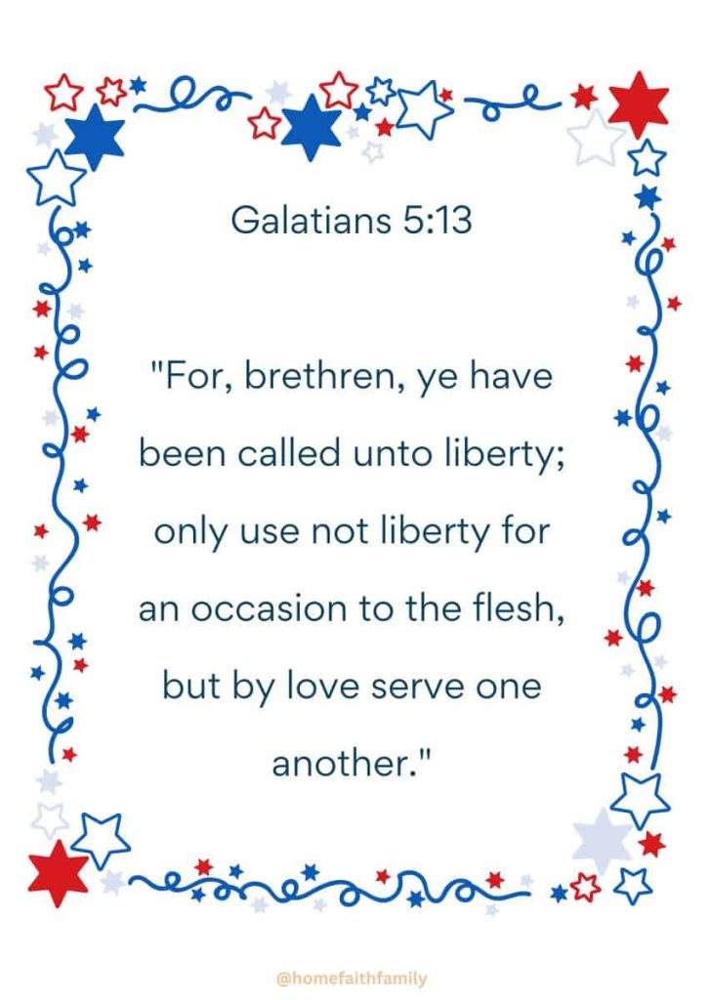 Galatians 5:13
"For, brethren, ye have
been called unto liberty;
only use not liberty for
an occasion to the flesh,
but by love serve one
another."
@homefaithfamily